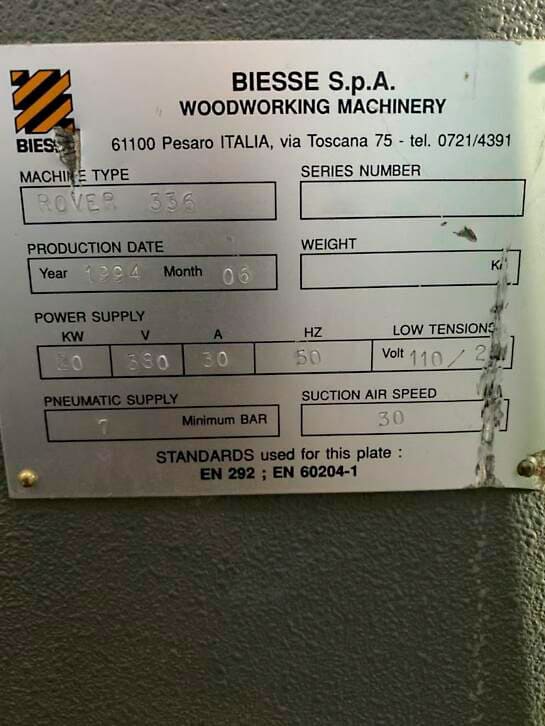 BIESSE S.p.A.
WOODWORKING MACHINERY
61100 Pesaro ITALIA, via Toscana 75 - tel. 0721/4391
MACHINE TYPE
ROVER 336
SERIES NUMBER
PRODUCTION DATE
Year 1994 Month 06
WEIGHT
POWER SUPPLY
KW V A HZ LOW TENSIONS
20 380 30 50 Volt 110 /
PNEUMATIC SUPPLY
7 Minimum BAR
SUCTION AIR SPEED
30
STANDARDS used for this plate :
EN 292 ; EN 60204-1